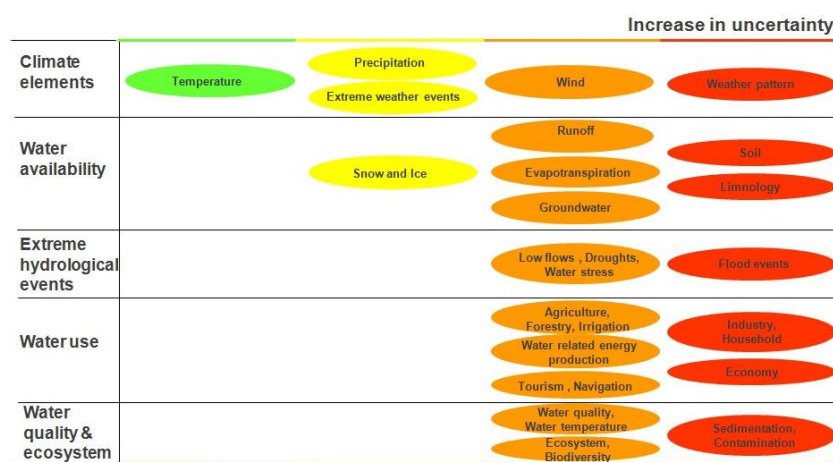 Increase in uncertainty
Climate
elements
Temperature
Precipitation
Extreme weather events
Wind
Weather pattern
Water
availability
Snow and Ice
Runoff
Evapotranspiration
Groundwater
Soil
Limnology
Extreme
hydrological
events
Low flows , Droughts,
Water stress
Flood events
Water use
Agriculture,
Forestry, Irrigation
Water related energy
production
Tourism , Navigation
Industry,
Household
Economy
Water
quality &
ecosystem
Water quality,
Water temperature
Ecosystem,
Biodiversity
Sedimentation,
Contamination